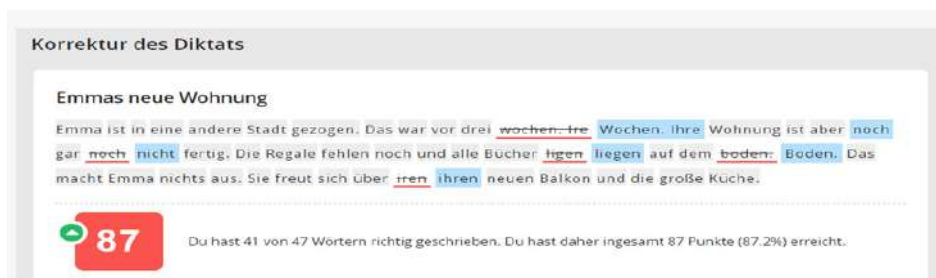 Korrektur des Diktats
Emmas neue Wohnung
Emma ist in eine andere Stadt gezogen. Das war vor drei wochen. Ire Wochen. Ihre Wohnung ist aber noch
gar noch nicht fertig. Die Regale fehlen noch und alle Bücher ligen liegen auf dem boden. Boden. Das
macht Emma nichts aus. Sie freut sich über iren ihren neuen Balkon und die große Küche.
87
Du hast 41 von 47 Wörtern richtig geschrieben. Du hast daher ingesamt 87 Punkte (87.2%) erreicht.